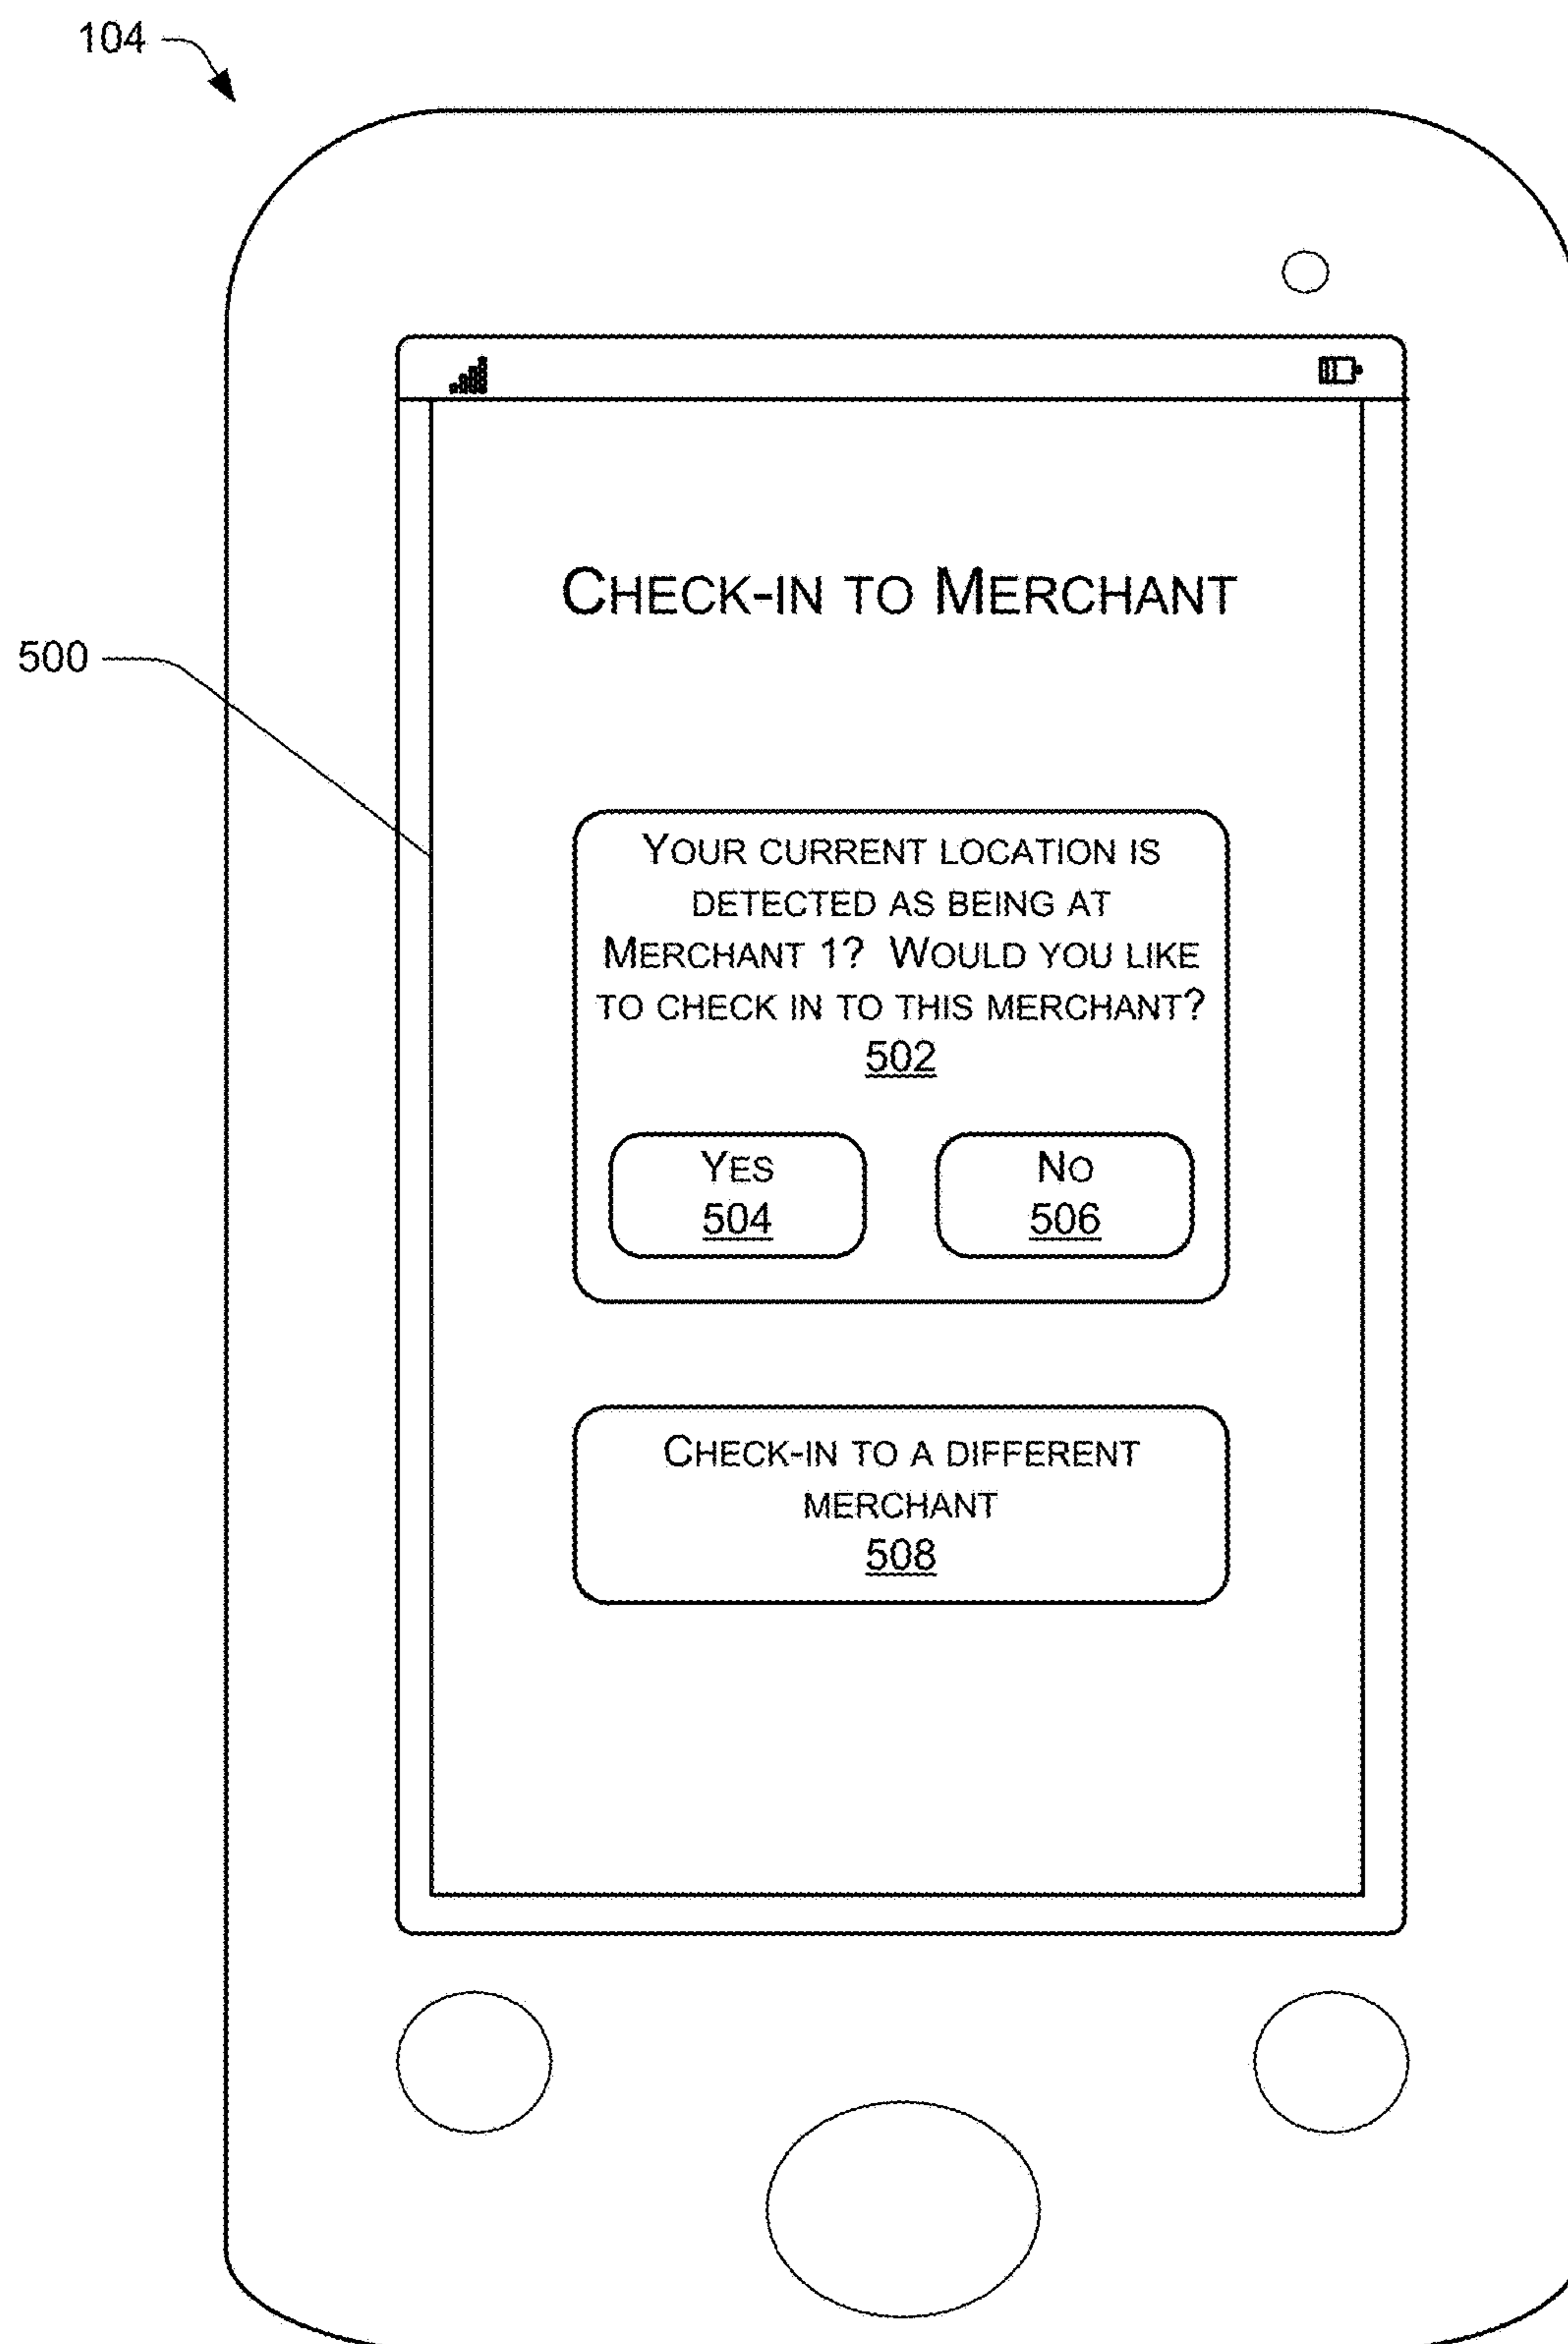 104
CHECK-IN TO MERCHANT
500
YOUR CURRENT LOCATION IS
DETECTED AS BEING AT
MERCHANT 1?  WOULD YOU LIKE
TO CHECK IN TO THIS MERCHANT?
502
YES
504
NO
506
CHECK-IN TO A DIFFERENT
MERCHANT
508